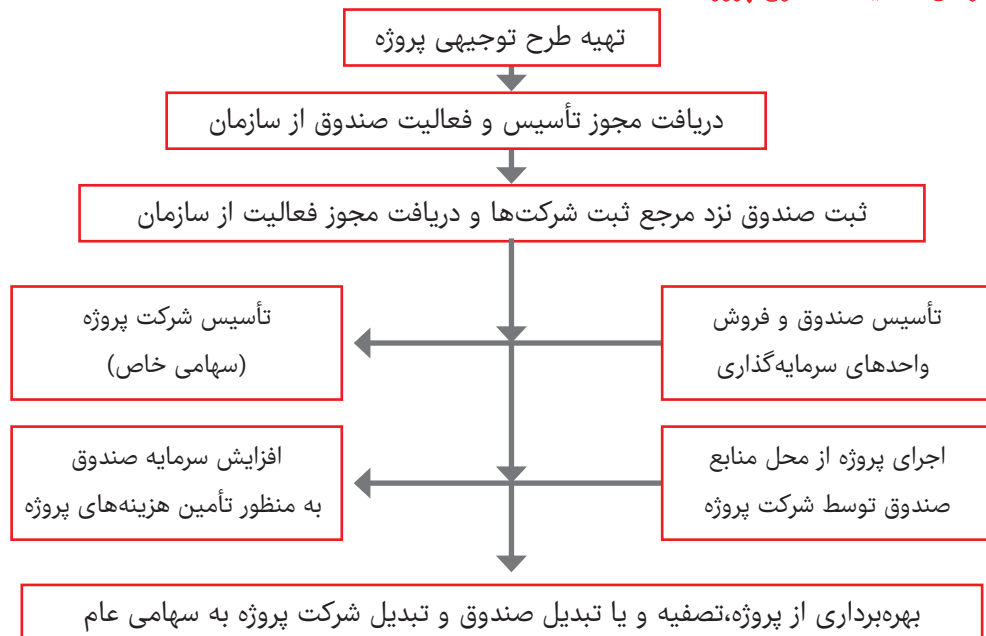 تهیه طرح توجیهی پروژه
دریافت مجوز تأسیس و فعالیت صندوق از سازمان
ثبت صندوق نزد مرجع ثبت شرکت‌ها و دریافت مجوز فعالیت از سازمان
تأسیس صندوق و فروش
واحدهای سرمایه‌گذاری
تأسیس شرکت پروژه
(سهامی خاص)
اجرای پروژه از محل منابع
صندوق توسط شرکت پروژه
افزایش سرمایه صندوق
به منظور تأمین هزینه‌های پروژه
بهره‌برداری از پروژه،تصفیه و یا تبدیل صندوق و تبدیل شرکت پروژه به سهامی عام